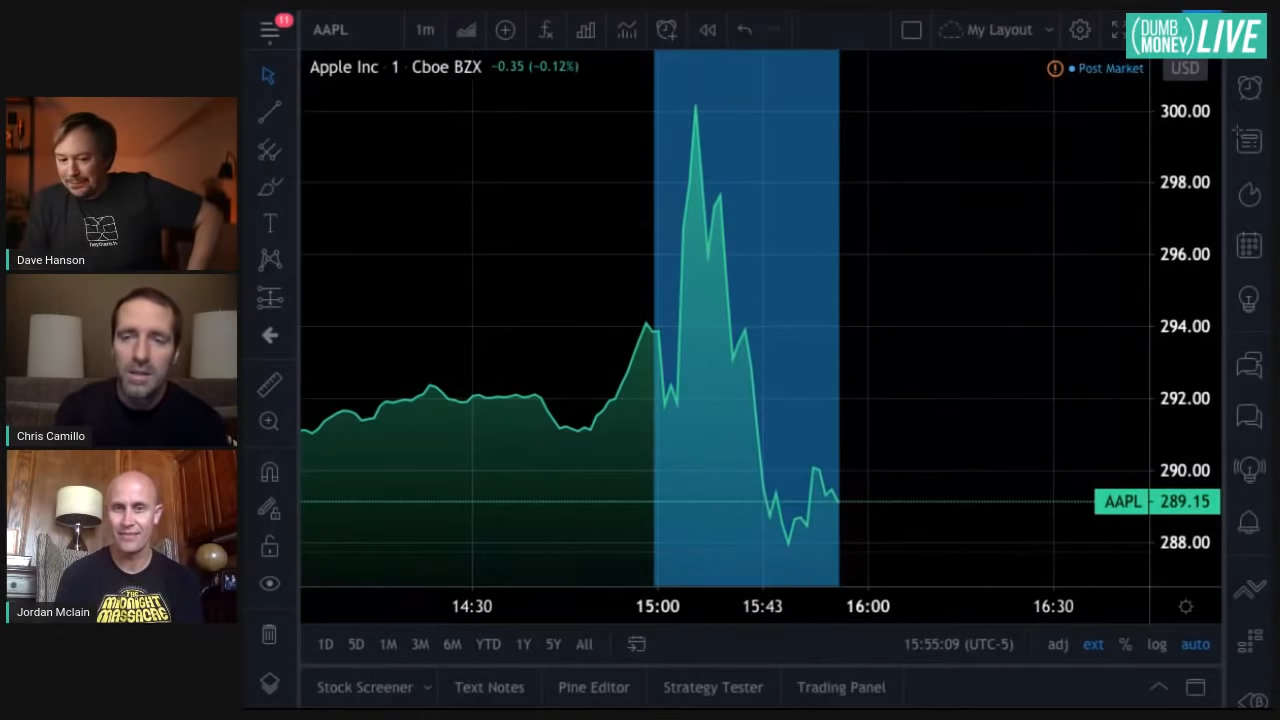 11
AAPL
1m
My Layout
(DUMB MONEY) LIVE
Apple Inc · 1 · Cboe BZX −0.35 (−0.12%)
Post Market
USD
300.00
298.00
296.00
294.00
292.00
290.00
AAPL 289.15
288.00
14:30
15:00
15:43
16:00
16:30
Dave Hanson
Chris Camillo
THE
MIDNIGHT
MASSACRE
Jordan Mclain
1D 5D 1M 3M 6M YTD 1Y 5Y All
15:55:09 (UTC-5)
adj ext % log auto
Stock Screener
Text Notes
Pine Editor
Strategy Tester
Trading Panel